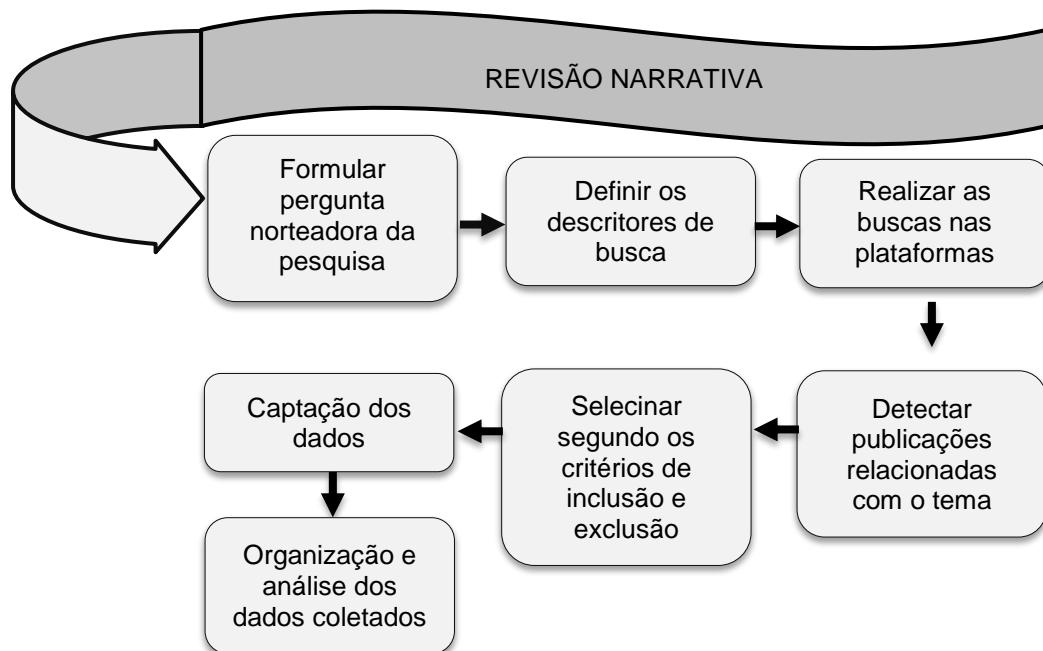 REVISÃO NARRATIVA
Formular
pergunta
norteadora da
pesquisa
Definir os
descritores de
busca
Realizar as
buscas nas
plataformas
Detectar
publicações
relacionadas
com o tema
Selecinar
segundo os
critérios de
inclusão e
exclusão
Captação dos
dados
Organização e
análise dos
dados coletados